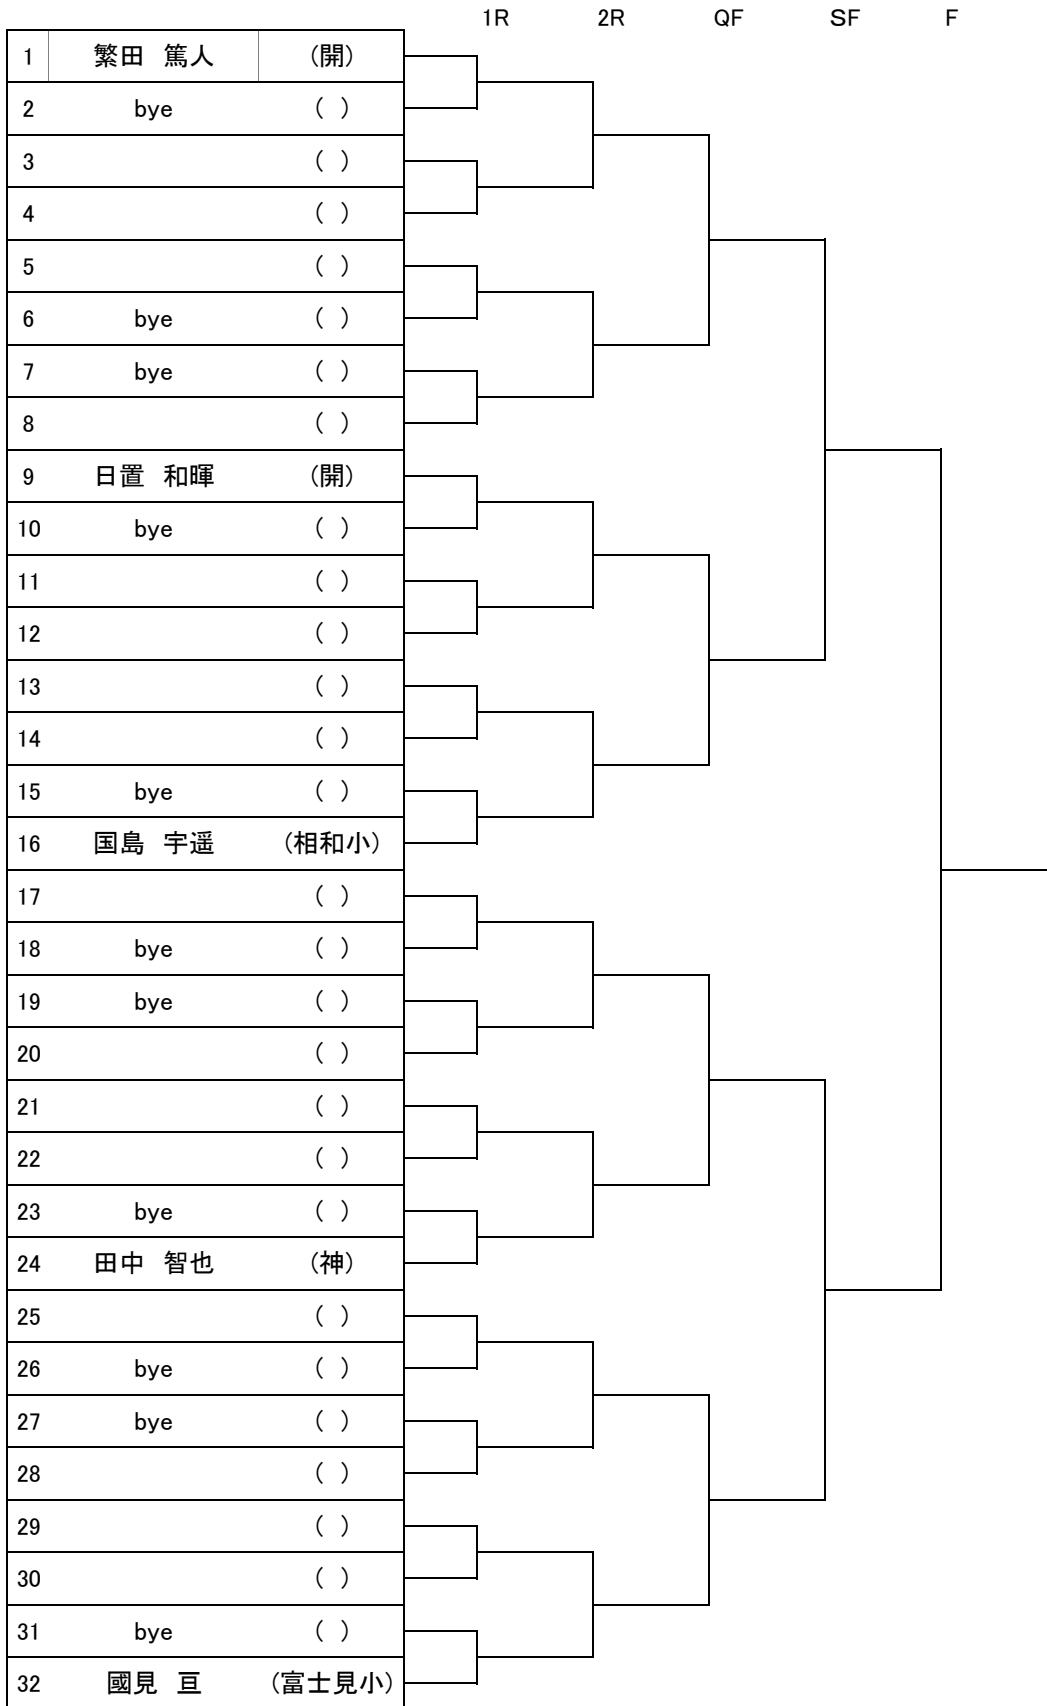 1R 2R QF SF F
1 繁田 篤人 (開)
2 bye ( )
3 ( )
4 ( )
5 ( )
6 bye ( )
7 bye ( )
8 ( )
9 日置 和暉 (開)
10 bye ( )
11 ( )
12 ( )
13 ( )
14 ( )
15 bye ( )
16 国島 宇遥 (相和小)
17 ( )
18 bye ( )
19 bye ( )
20 ( )
21 ( )
22 ( )
23 bye ( )
24 田中 智也 (神)
25 ( )
26 bye ( )
27 bye ( )
28 ( )
29 ( )
30 ( )
31 bye ( )
32 國見 亘 (富士見小)